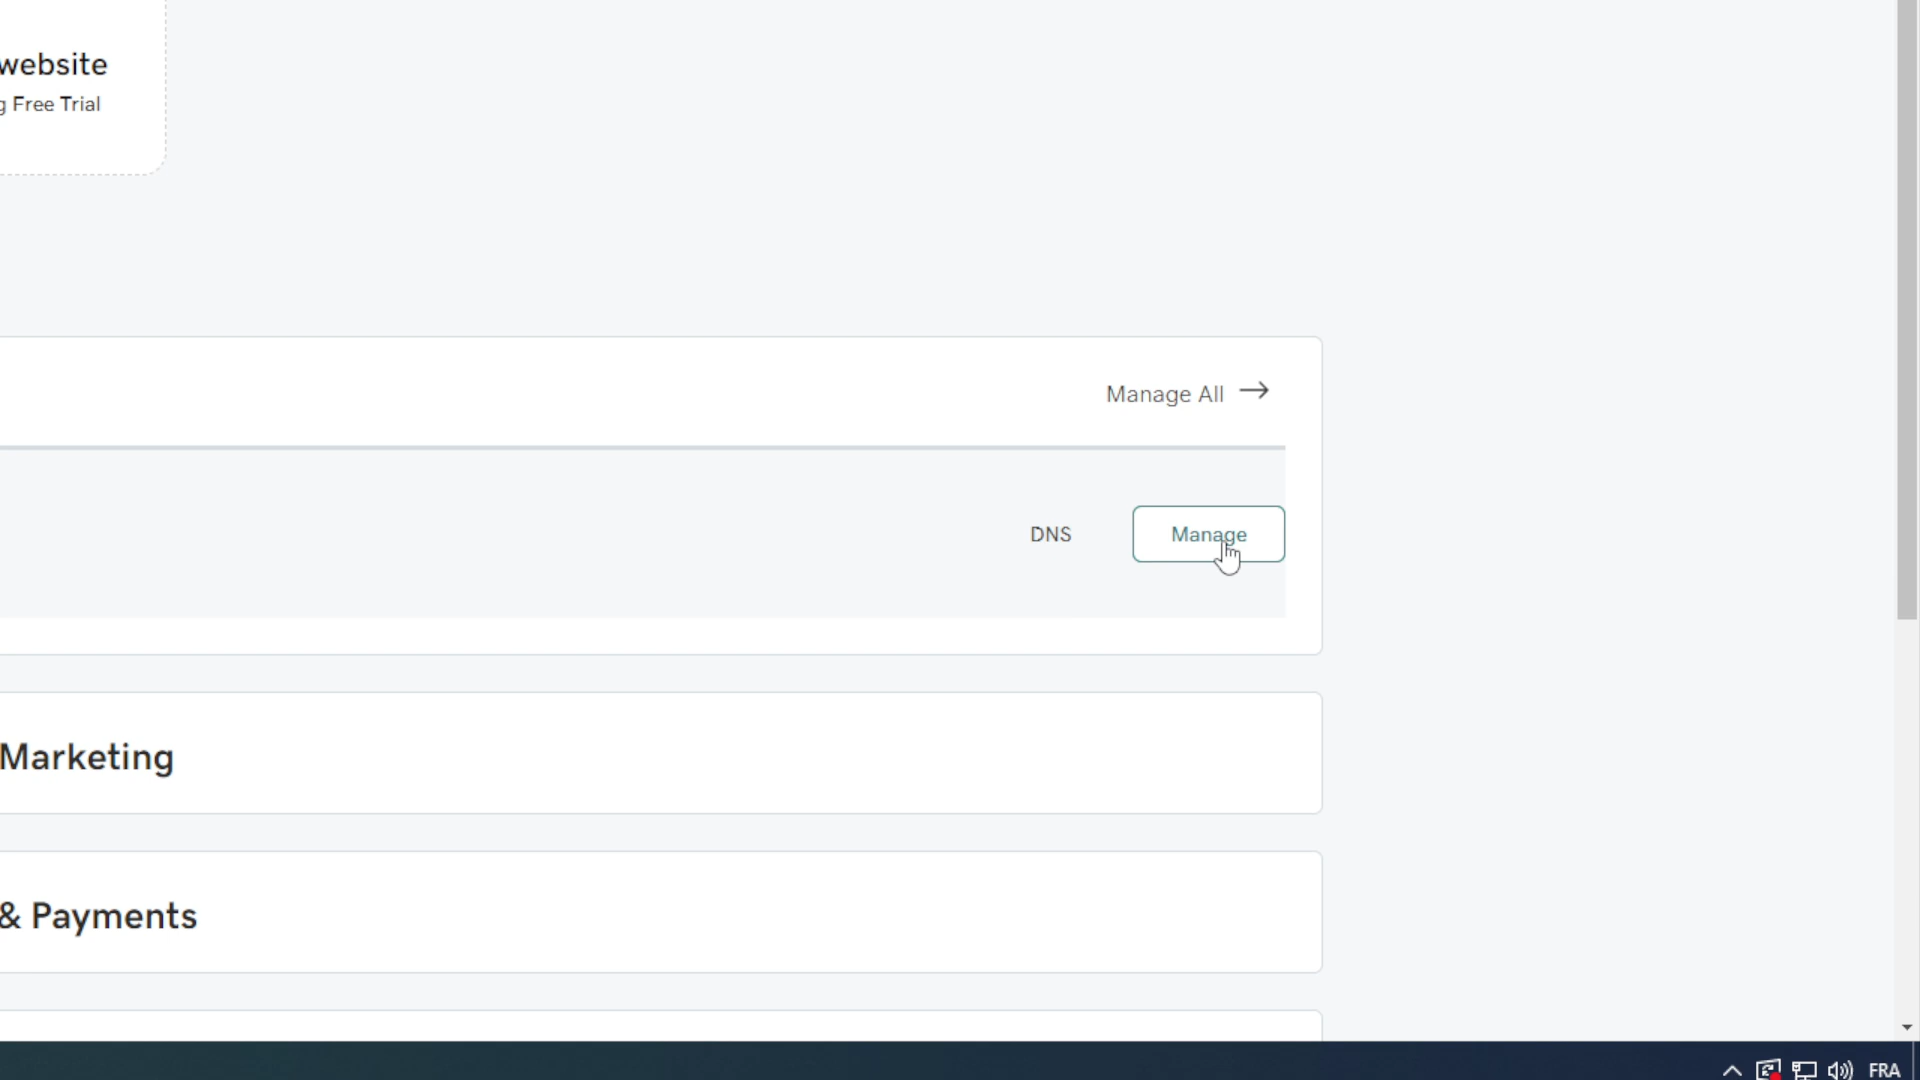 website
g Free Trial
Manage All
DNS
Manage
Marketing
& Payments
FRA